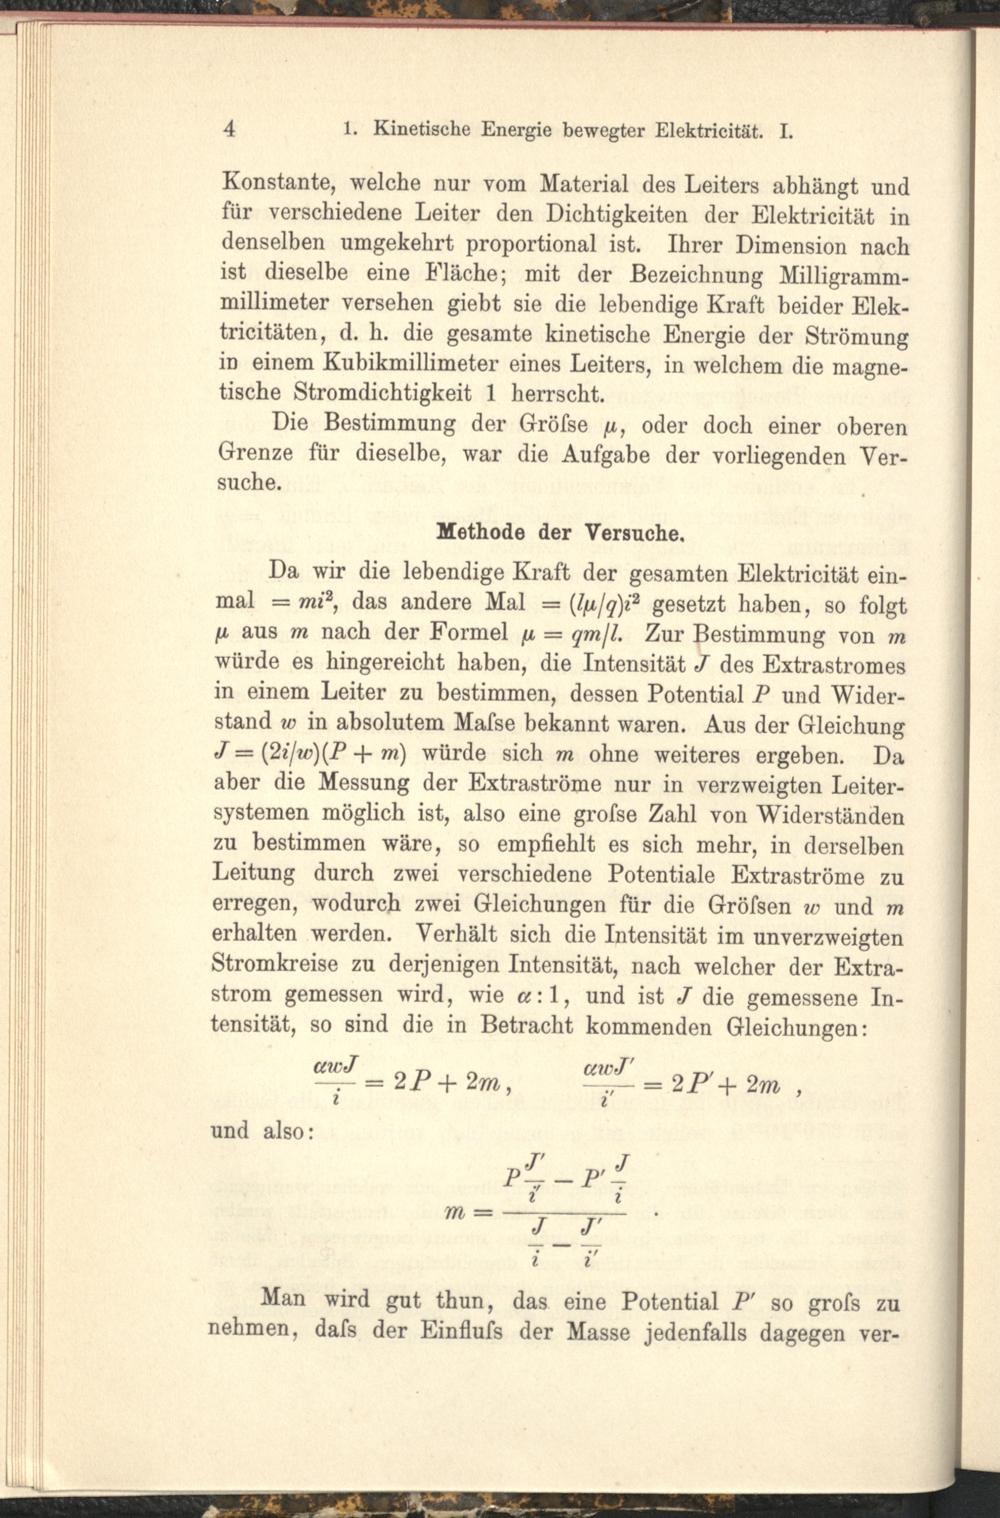 4 1. Kinetische Energie bewegter Elektricität. I.
Konstante, welche nur vom Material des Leiters abhängt und
für verschiedene Leiter den Dichtigkeiten der Elektricität in
denselben umgekehrt proportional ist. Ihrer Dimension nach
ist dieselbe eine Fläche; mit der Bezeichnung Milligramm-
millimeter versehen giebt sie die lebendige Kraft beider Elek-
tricitäten, d. h. die gesamte kinetische Energie der Strömung
in einem Kubikmillimeter eines Leiters, in welchem die magne-
tische Stromdichtigkeit 1 herrscht.
Die Bestimmung der Gröſse μ, oder doch einer oberen
Grenze für dieselbe, war die Aufgabe der vorliegenden Ver-
suche.
Methode der Versuche.
Da wir die lebendige Kraft der gesamten Elektricität ein-
mal = mi², das andere Mal = (lμ/q)i² gesetzt haben, so folgt
μ aus m nach der Formel μ = qm/l. Zur Bestimmung von m
würde es hingereicht haben, die Intensität J des Extrastromes
in einem Leiter zu bestimmen, dessen Potential P und Wider-
stand w in absolutem Maſse bekannt waren. Aus der Gleichung
J = (2i/w)(P + m) würde sich m ohne weiteres ergeben. Da
aber die Messung der Extraströme nur in verzweigten Leiter-
systemen möglich ist, also eine groſse Zahl von Widerständen
zu bestimmen wäre, so empfiehlt es sich mehr, in derselben
Leitung durch zwei verschiedene Potentiale Extraströme zu
erregen, wodurch zwei Gleichungen für die Gröſsen w und m
erhalten werden. Verhält sich die Intensität im unverzweigten
Stromkreise zu derjenigen Intensität, nach welcher der Extra-
strom gemessen wird, wie α:1, und ist J die gemessene In-
tensität, so sind die in Betracht kommenden Gleichungen:
αwJ/i = 2P + 2m, αwJ′/i′ = 2P′ + 2m ,
und also:
m = (P J′/i′ − P′ J/i) / (J/i − J′/i′) .
Man wird gut thun, das eine Potential P′ so groſs zu
nehmen, daſs der Einfluſs der Masse jedenfalls dagegen ver-